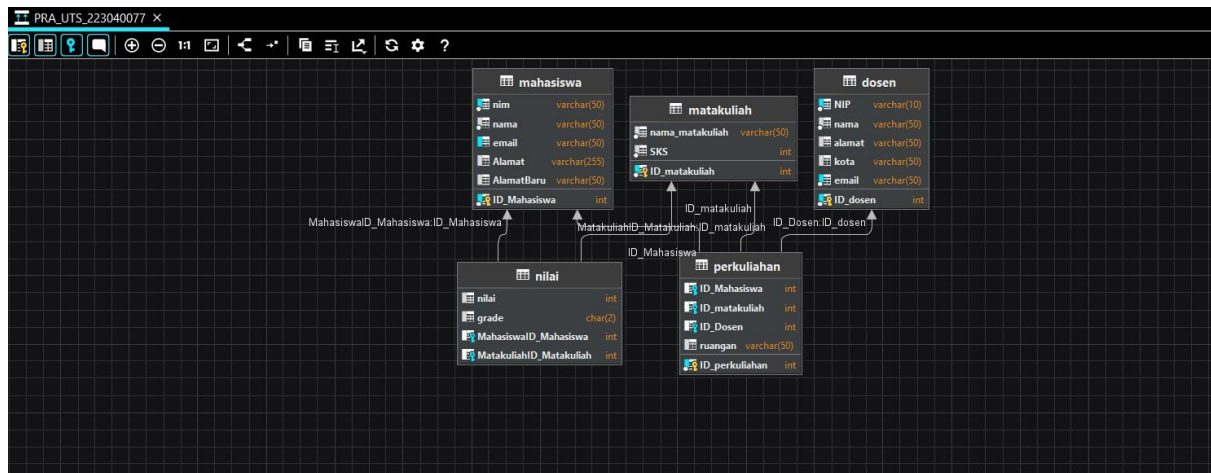 PRA_UTS_223040077 ×
1:1 ?
mahasiswa
nim varchar(50)
nama varchar(50)
email varchar(50)
Alamat varchar(255)
AlamatBaru varchar(50)
ID_Mahasiswa int
matakuliah
nama_matakuliah varchar(50)
SKS int
ID_matakuliah int
dosen
NIP varchar(10)
nama varchar(50)
alamat varchar(50)
kota varchar(50)
email varchar(50)
ID_dosen int
MahasiswaID_Mahasiswa:ID_Mahasiswa
ID_matakuliah
MatakuliahID_Matakuliah:ID_matakuliah
ID_Dosen:ID_dosen
ID_Mahasiswa
nilai
nilai int
grade char(2)
MahasiswaID_Mahasiswa int
MatakuliahID_Matakuliah int
perkuliahan
ID_Mahasiswa int
ID_matakuliah int
ID_Dosen int
ruangan varchar(50)
ID_perkuliahan int